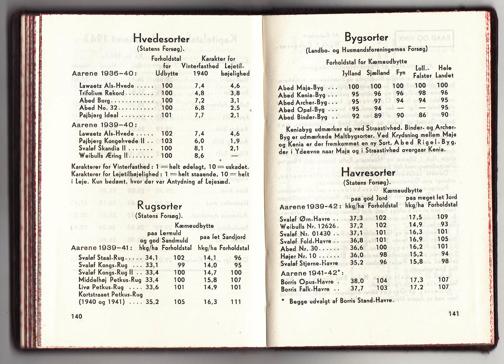 Hvedesorter
(Statens Forsøg).
Forholdstal for Udbytte Karakter for Vinterfasthed Lejetilbøjelighed
Aarene 1936-40: 1940
Lawaetz Als-Hvede 100 7,4 4,6
Trifolium Rekord 100 4,8 3,8
Abed Borg 100 7,2 3,1
Abed No. 32 100 6,8 2,5
Pajbjerg Ideal 101 7,7 2,1
Aarene 1939-40:
Lawaetz Als-Hvede 102 7,4 4,6
Pajbjerg Kongehvede II 103 6,0 1,9
Svaløf Skandia II 100 8,1 2,1
Weibulls Æring II 100 8,6 -
Karakterer for Vinterfasthed: 1 = helt ødelagt, 10 = uskadet.
Karakterer for Lejetilbøjelighed: 1 = helt staaende, 10 = helt
i Leje. Kun bedømt, hvor der var Antydning af Lejesæd.
Rugsorter
(Statens Forsøg).
Kærneudbytte
paa Lermuld og god Sandmuld paa let Sandjord
Aarene 1939-41: hkg/ha Forholdstal hkg/ha Forholdstal
Svaløf Staal-Rug 34,1 102 14,1 96
Svaløf Kongs-Rug 33,1 99 14,0 95
Svaløf Kongs-Rug II 33,4 100 14,7 100
Middelhøj Petkus-Rug 33,4 100 15,8 107
Live Petkus-Rug 33,6 101 14,9 101
Kortstraaet Petkus-Rug
(1940 og 1941) 35,2 105 16,3 111
140
Bygsorter
(Landbo- og Husmandsforeningernes Forsøg)
Forholdstal for Kærneudbytte
Jylland Sjælland Fyn Loll.-Falster Hele Landet
Abed Maja-Byg 100 100 100 100 100
Abed Kenia-Byg 95 96 96 98 96
Abed Archer-Byg 95 97 94 94 95
Abed Opal-Byg 95 94 — — 95
Abed Binder-Byg 92 89 90 86 90
Keniabyg udmærker sig ved Straastivhed. Binder- og Archer-
Byg er udmærkede Maltbygsorter. Ved Krydsning mellem Maja
og Kenia er der fremkommet en ny Sort, Abed Rigel-Byg,
der i Ydeevne naar Maja og i Straastivhed overgaar Kenia.
Havresorter
Kærneudbytte
paa god Jord paa meget let Jord
Aarene 1939-42: hkg/ha Forholdstal hkg/ha Forholdstal
Svaløf Ørn-Havre 37,3 102 17,5 109
Weibulls Nr. 12626 37,2 102 14,9 93
Svaløf Nr. 01430 37,1 101 16,3 101
Svaløf Fold-Havre 36,8 101 16,9 105
Abed Nr. 30 36,6 100 16,2 101
Højer Nr. 10 36,0 98 15,2 94
Svaløf Stjerne-Havre 35,2 96 15,8 98
Aarene 1941-42*:
Borris Opus-Havre 38,0 104 17,3 107
Borris Falk-Havre 37,7 103 17,2 107
* Begge udvalgt af Borris Stand-Havre.
141